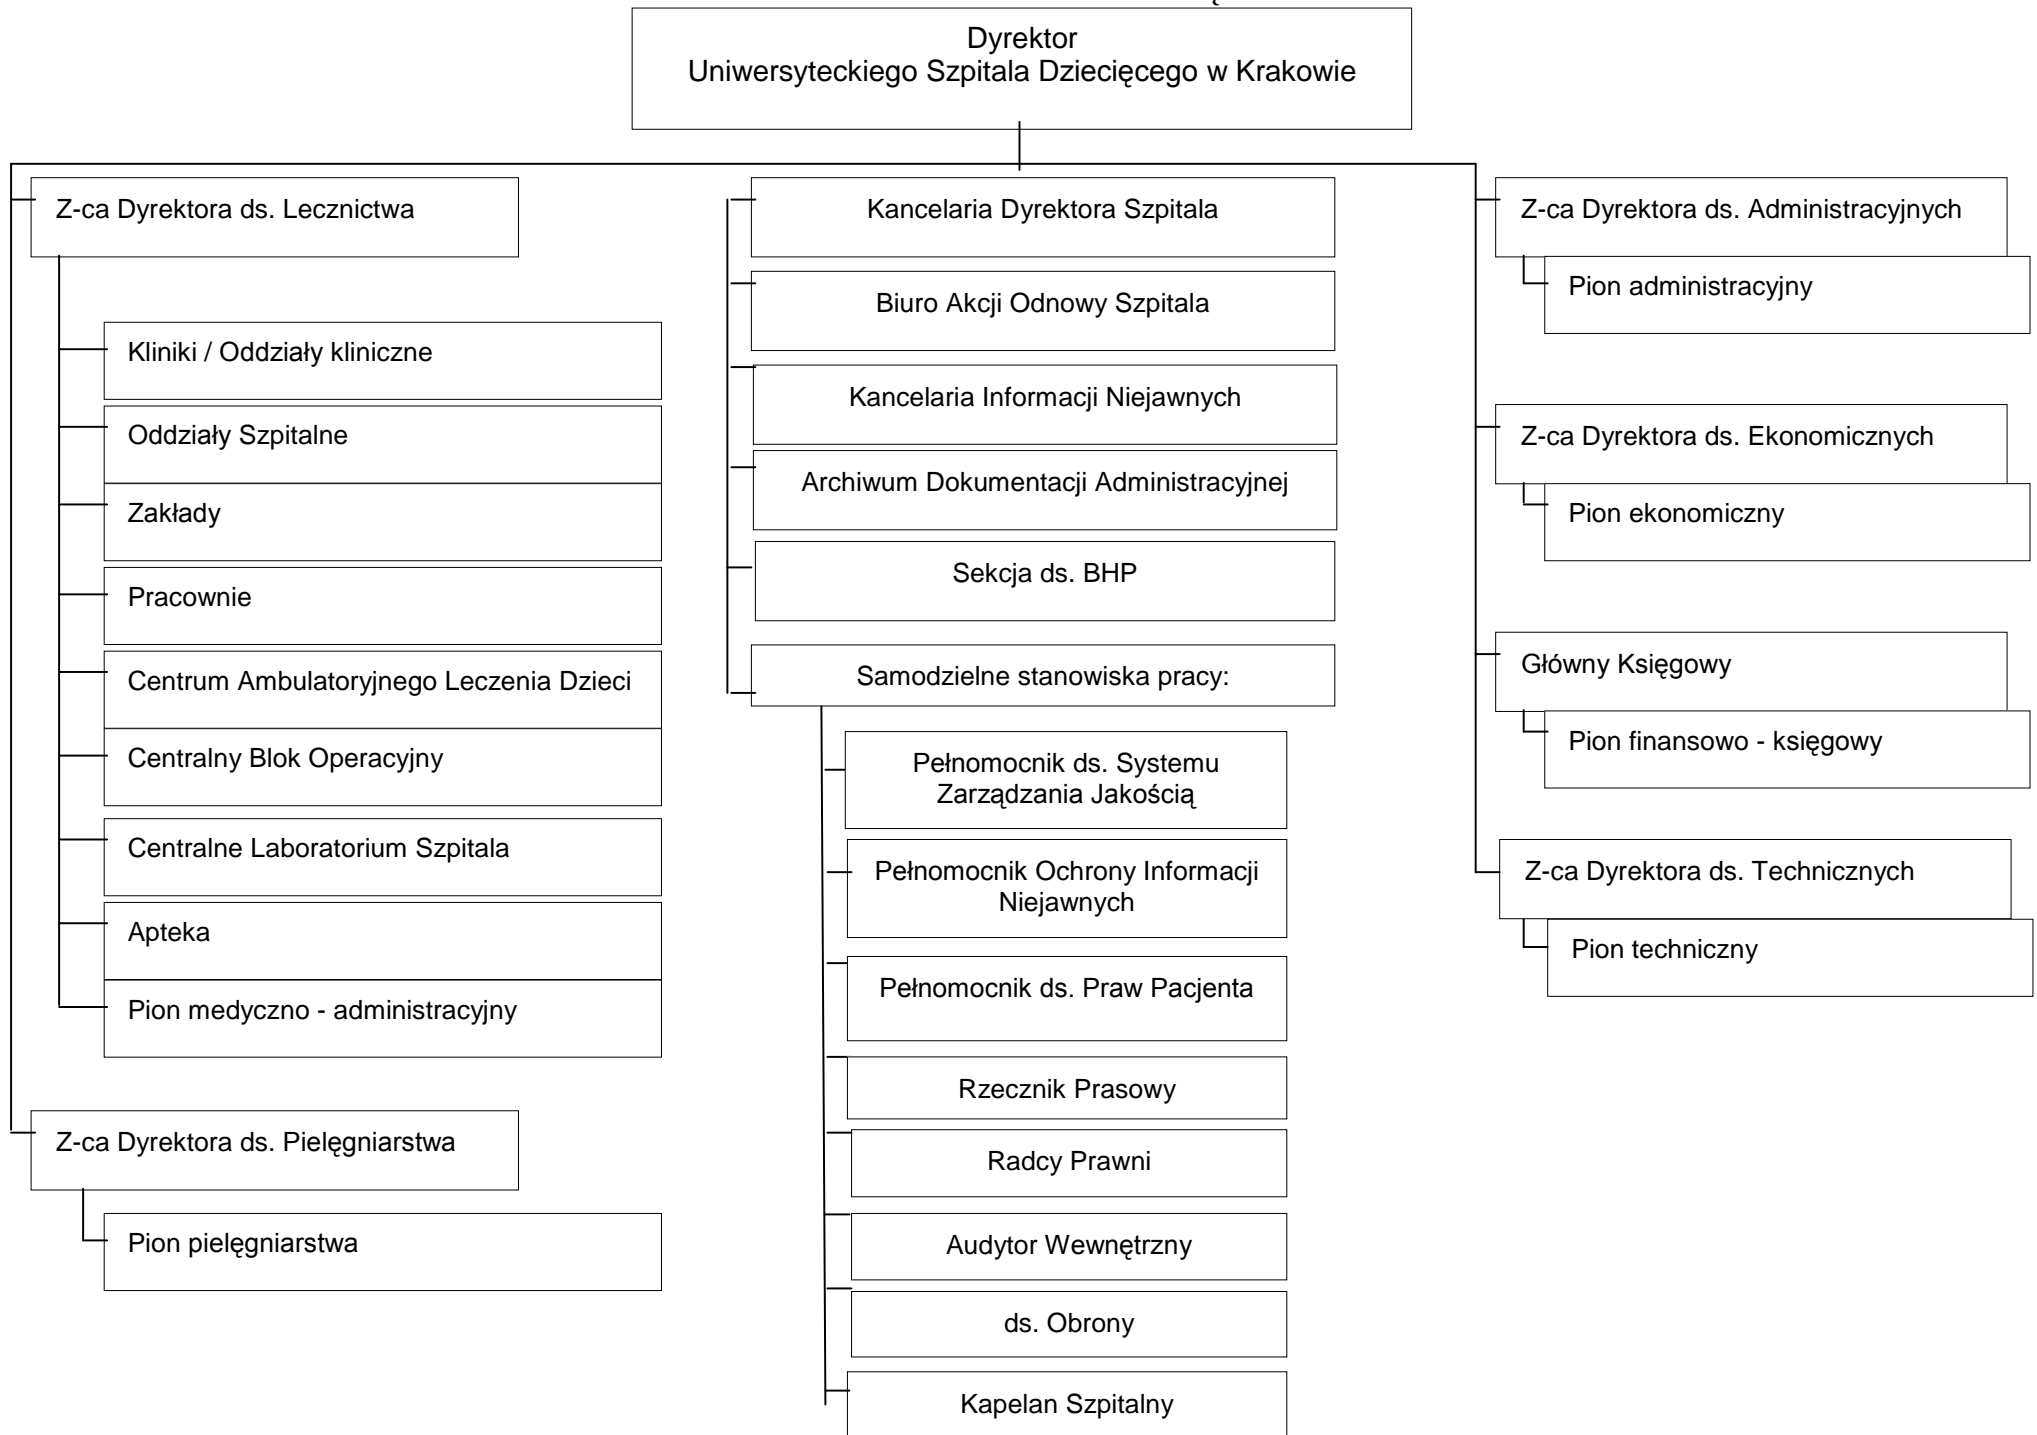 Dyrektor
Uniwersyteckiego Szpitala Dziecięcego w Krakowie
Z-ca Dyrektora ds. Lecznictwa
Kliniki / Oddziały kliniczne
Oddziały Szpitalne
Zakłady
Pracownie
Centrum Ambulatoryjnego Leczenia Dzieci
Centralny Blok Operacyjny
Centralne Laboratorium Szpitala
Apteka
Pion medyczno - administracyjny
Z-ca Dyrektora ds. Pielęgniarstwa
Pion pielęgniarstwa
Kancelaria Dyrektora Szpitala
Biuro Akcji Odnowy Szpitala
Kancelaria Informacji Niejawnych
Archiwum Dokumentacji Administracyjnej
Sekcja ds. BHP
Samodzielne stanowiska pracy:
Pełnomocnik ds. Systemu
Zarządzania Jakością
Pełnomocnik Ochrony Informacji
Niejawnych
Pełnomocnik ds. Praw Pacjenta
Rzecznik Prasowy
Radcy Prawni
Audytor Wewnętrzny
ds. Obrony
Kapelan Szpitalny
Z-ca Dyrektora ds. Administracyjnych
Pion administracyjny
Z-ca Dyrektora ds. Ekonomicznych
Pion ekonomiczny
Główny Księgowy
Pion finansowo - księgowy
Z-ca Dyrektora ds. Technicznych
Pion techniczny